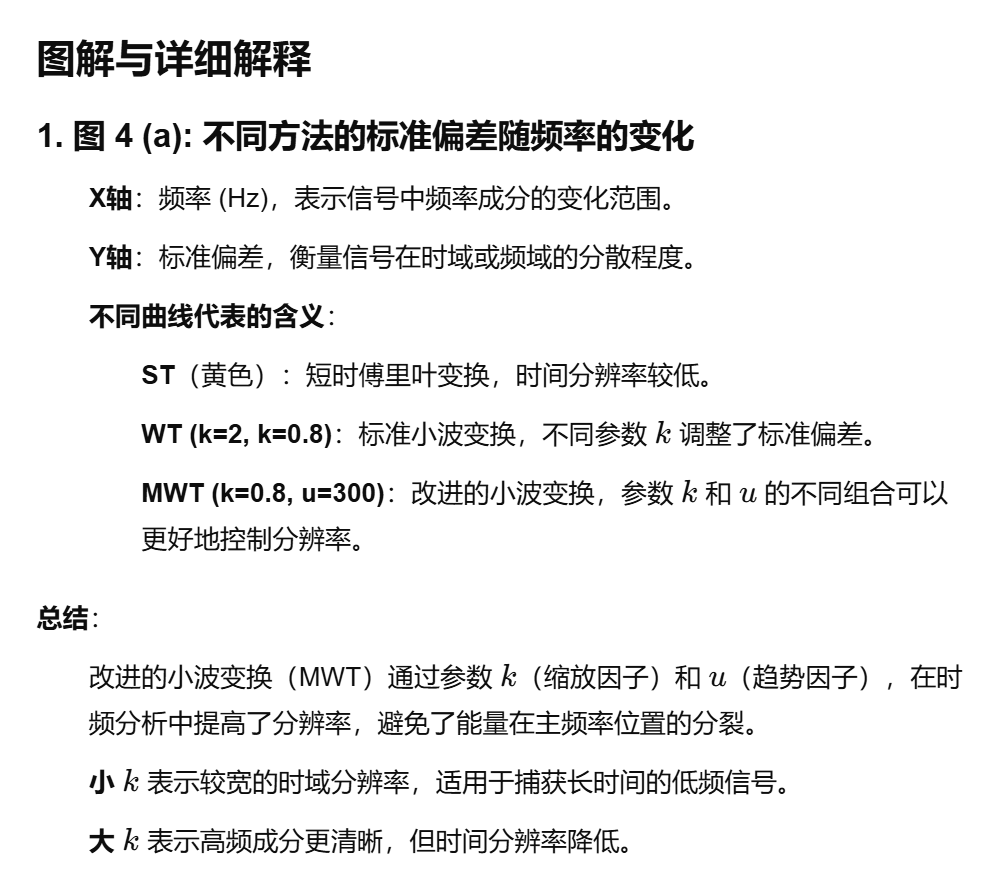 图解与详细解释
1. 图 4 (a): 不同方法的标准偏差随频率的变化
X轴：频率 (Hz)，表示信号中频率成分的变化范围。
Y轴：标准偏差，衡量信号在时域或频域的分散程度。
不同曲线代表的含义：
ST（黄色）：短时傅里叶变换，时间分辨率较低。
WT (k=2, k=0.8)：标准小波变换，不同参数 k 调整了标准偏差。
MWT (k=0.8, u=300)：改进的小波变换，参数 k 和 u 的不同组合可以
更好地控制分辨率。
总结：
改进的小波变换（MWT）通过参数 k（缩放因子）和 u（趋势因子），在时
频分析中提高了分辨率，避免了能量在主频率位置的分裂。
小 k 表示较宽的时域分辨率，适用于捕获长时间的低频信号。
大 k 表示高频成分更清晰，但时间分辨率降低。